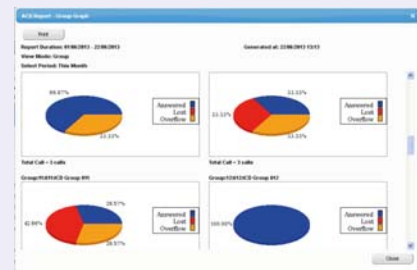 ACD Report - Group Graph
Print
Report Duration: 01/06/2013 - 22/06/2013 Generated at: 22/06/2013 13:13
View Mode: Group
Select Period: This Month
66.67%
33.33%
Answered
Lost
Overflow
33.33%
33.33%
33.33%
Answered
Lost
Overflow
Total Call = 3 calls
Total Call = 3 calls
28.57%
42.86%
28.57%
Answered
Lost
Overflow
100.00%
Answered
Lost
Overflow
Close